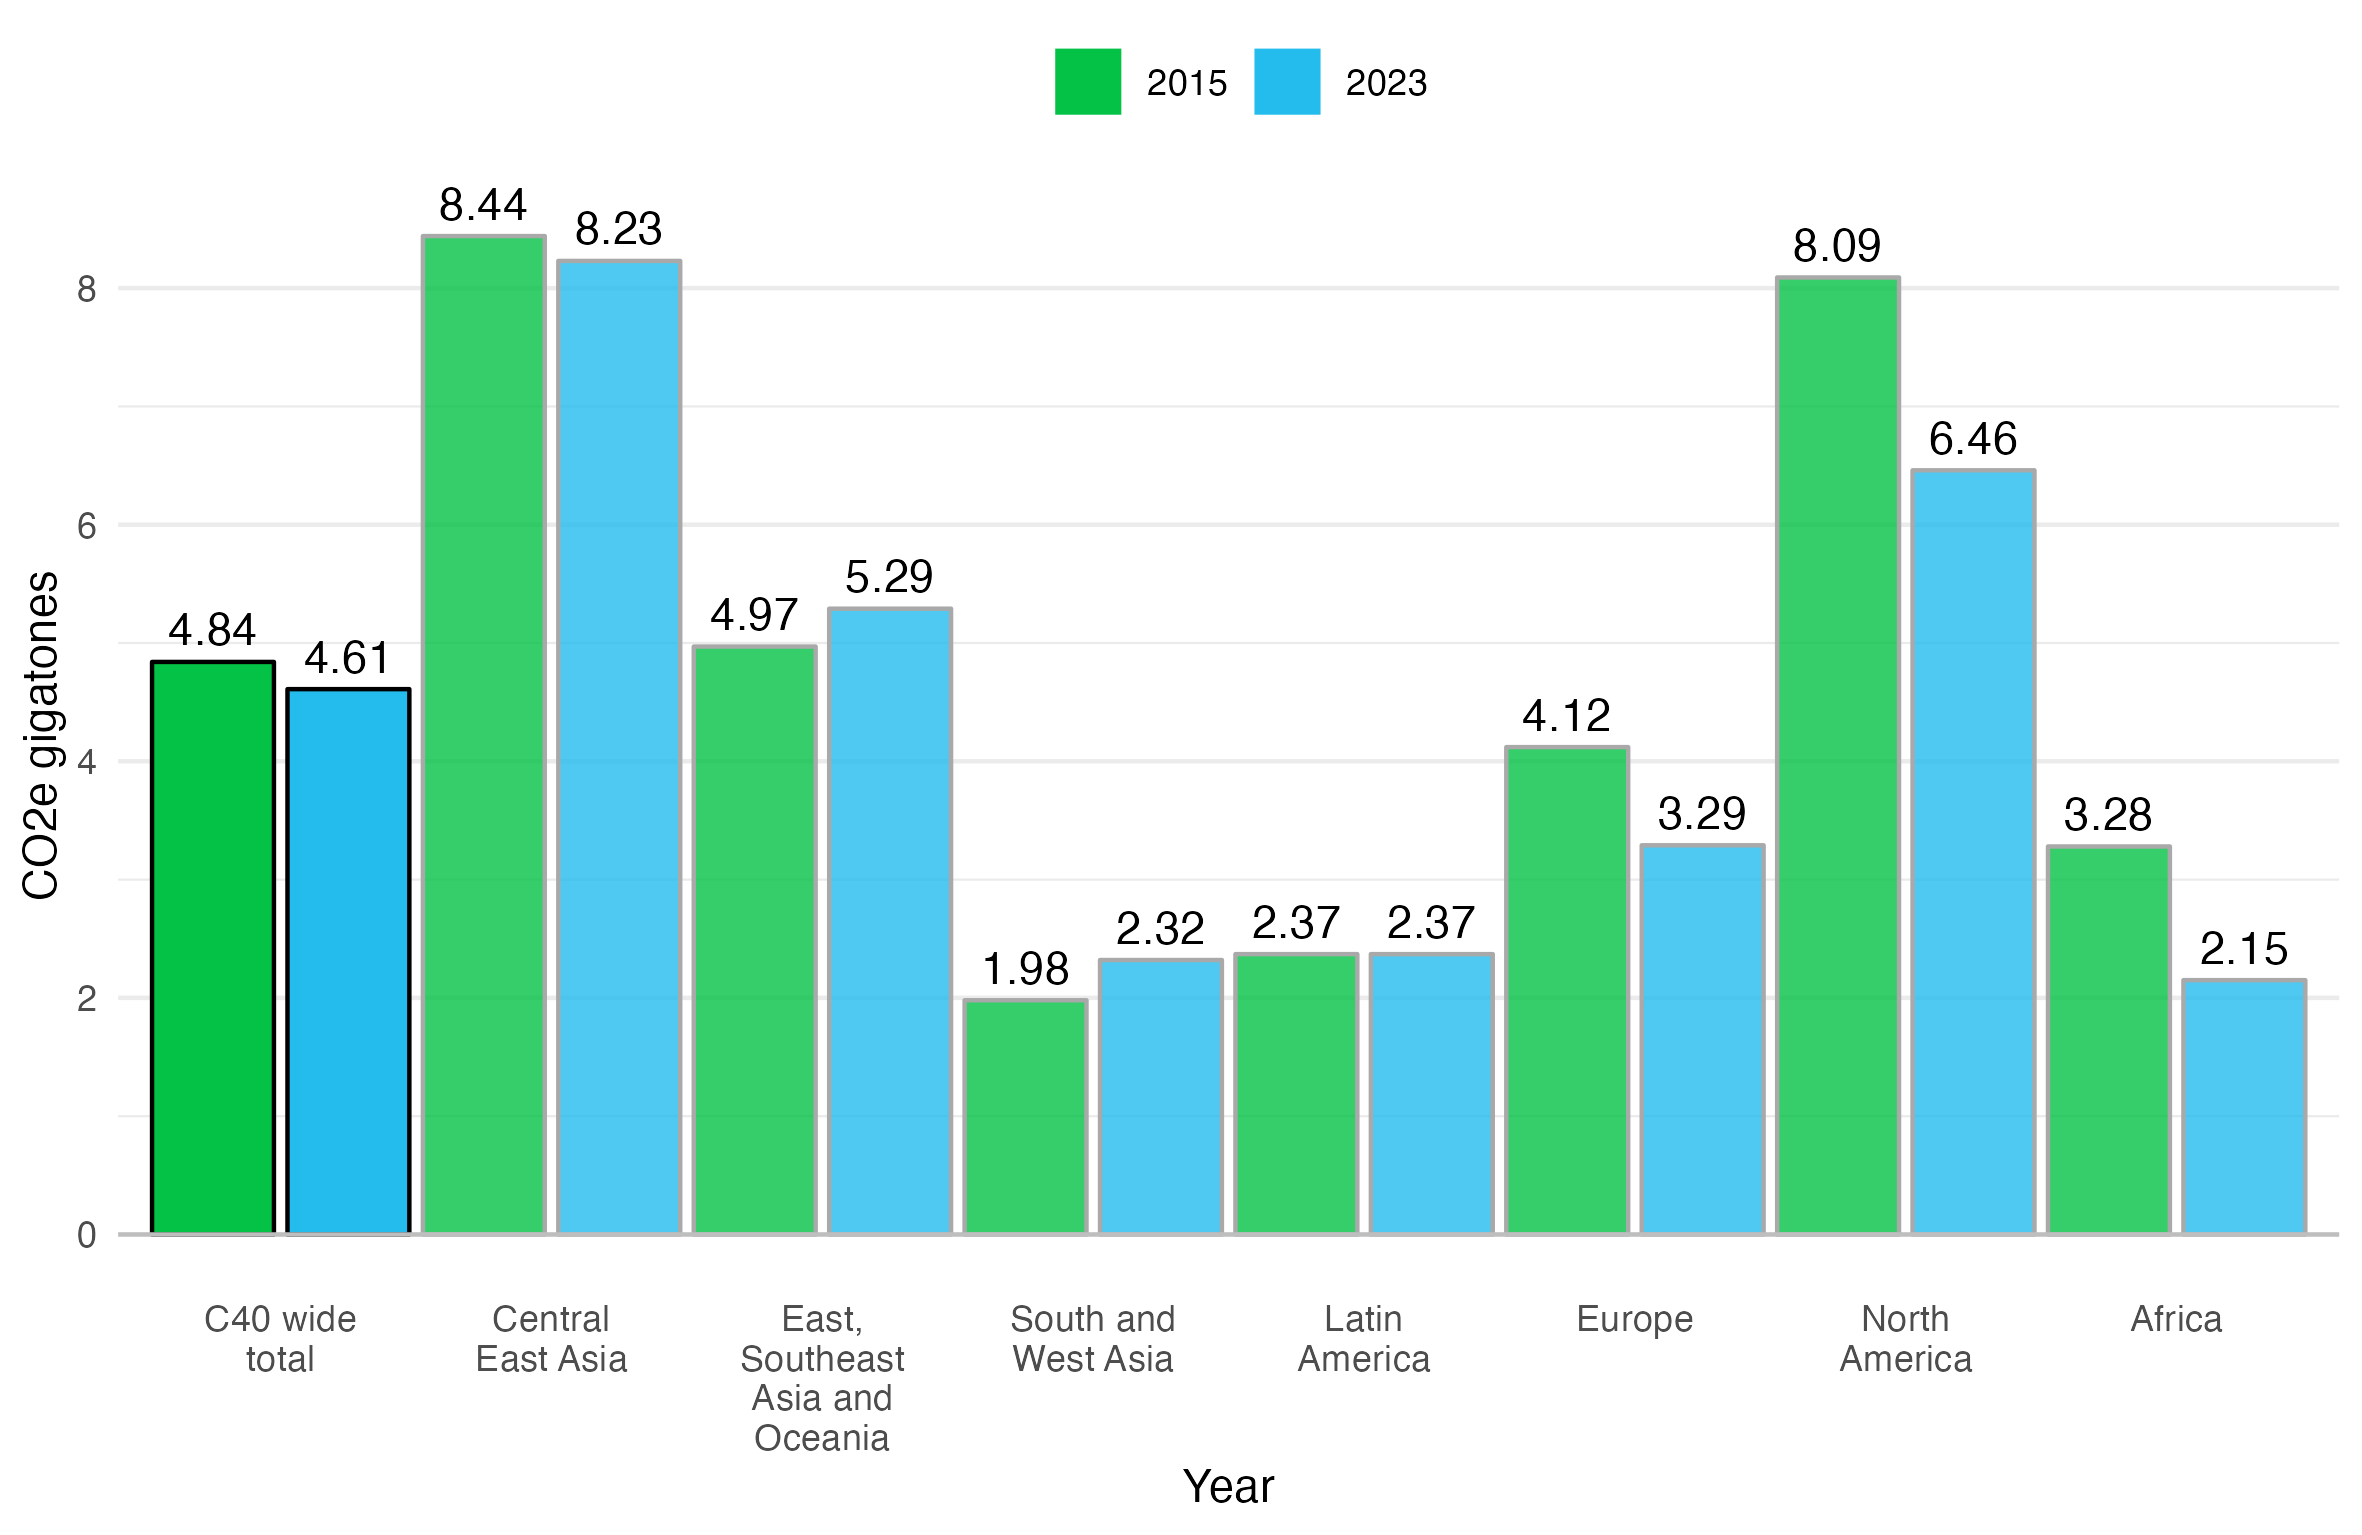 2015 2023
8.44
8.23
8.09
8
6.46
6
5.29
4.97
4.84
4.61
4.12
4
3.29
3.28
2.37 2.37
2.32
2.15
1.98
2
0
CO2e gigatones
C40 wide
total
Central
East Asia
East,
Southeast
Asia and
Oceania
South and
West Asia
Latin
America
Europe
North
America
Africa
Year